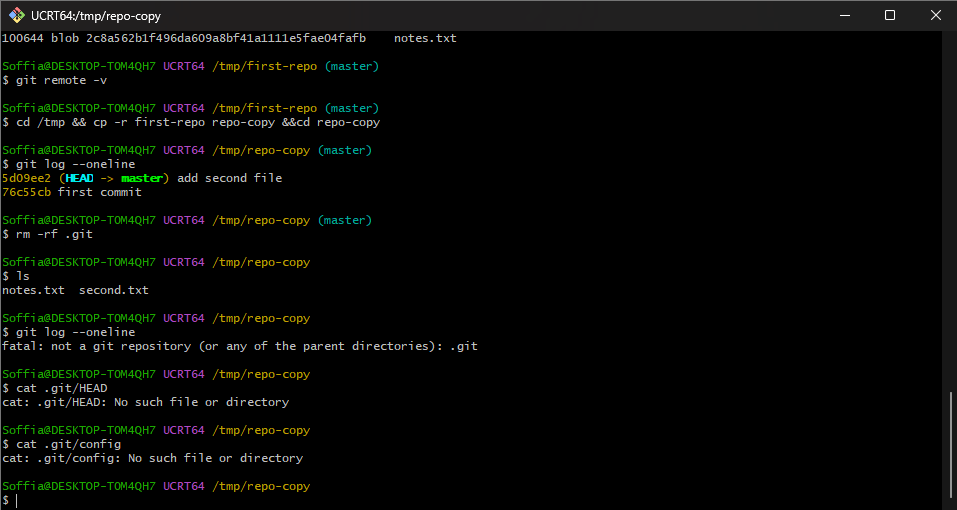 UCRT64:/tmp/repo-copy
100644 blob 2c8a562b1f496da609a8bf41a1111e5fae04fafb    notes.txt
Soffia@DESKTOP-TOM4QH7 UCRT64 /tmp/first-repo (master)
$ git remote -v
Soffia@DESKTOP-TOM4QH7 UCRT64 /tmp/first-repo (master)
$ cd /tmp && cp -r first-repo repo-copy &&cd repo-copy
Soffia@DESKTOP-TOM4QH7 UCRT64 /tmp/repo-copy (master)
$ git log --oneline
5d09ee2 (HEAD -> master) add second file
76c55cb first commit
Soffia@DESKTOP-TOM4QH7 UCRT64 /tmp/repo-copy (master)
$ rm -rf .git
Soffia@DESKTOP-TOM4QH7 UCRT64 /tmp/repo-copy
$ ls
notes.txt  second.txt
Soffia@DESKTOP-TOM4QH7 UCRT64 /tmp/repo-copy
$ git log --oneline
fatal: not a git repository (or any of the parent directories): .git
Soffia@DESKTOP-TOM4QH7 UCRT64 /tmp/repo-copy
$ cat .git/HEAD
cat: .git/HEAD: No such file or directory
Soffia@DESKTOP-TOM4QH7 UCRT64 /tmp/repo-copy
$ cat .git/config
cat: .git/config: No such file or directory
Soffia@DESKTOP-TOM4QH7 UCRT64 /tmp/repo-copy
$